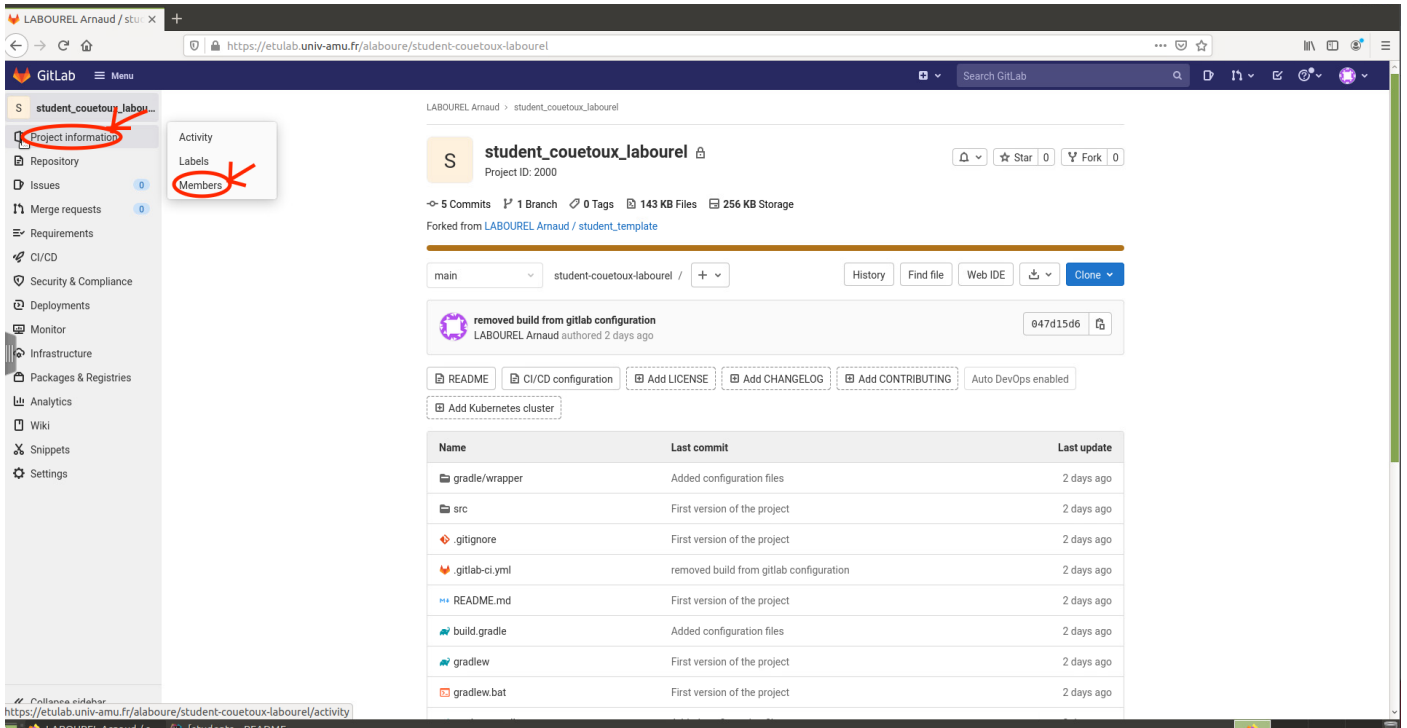 LABOUREL Arnaud / stuc
https://etulab.univ-amu.fr/alaboure/student-couetoux-labourel
GitLab Menu Search GitLab
S student_couetoux_labou...
Project information
Repository
Issues 0
Merge requests 0
Requirements
CI/CD
Security & Compliance
Deployments
Monitor
Infrastructure
Packages & Registries
Analytics
Wiki
Snippets
Settings
Collapse sidebar
Activity
Labels
Members
LABOUREL Arnaud > student_couetoux_labourel
S student_couetoux_labourel
Project ID: 2000
Star 0 Fork 0
5 Commits 1 Branch 0 Tags 143 KB Files 256 KB Storage
Forked from LABOUREL Arnaud / student_template
main student-couetoux-labourel / + History Find file Web IDE Clone
removed build from gitlab configuration
LABOUREL Arnaud authored 2 days ago
047d15d6
README CI/CD configuration Add LICENSE Add CHANGELOG Add CONTRIBUTING Auto DevOps enabled
Add Kubernetes cluster
Name Last commit Last update
gradle/wrapper Added configuration files 2 days ago
src First version of the project 2 days ago
.gitignore First version of the project 2 days ago
.gitlab-ci.yml removed build from gitlab configuration 2 days ago
README.md First version of the project 2 days ago
build.gradle Added configuration files 2 days ago
gradlew First version of the project 2 days ago
gradlew.bat First version of the project 2 days ago
https://etulab.univ-amu.fr/alaboure/student-couetoux-labourel/activity